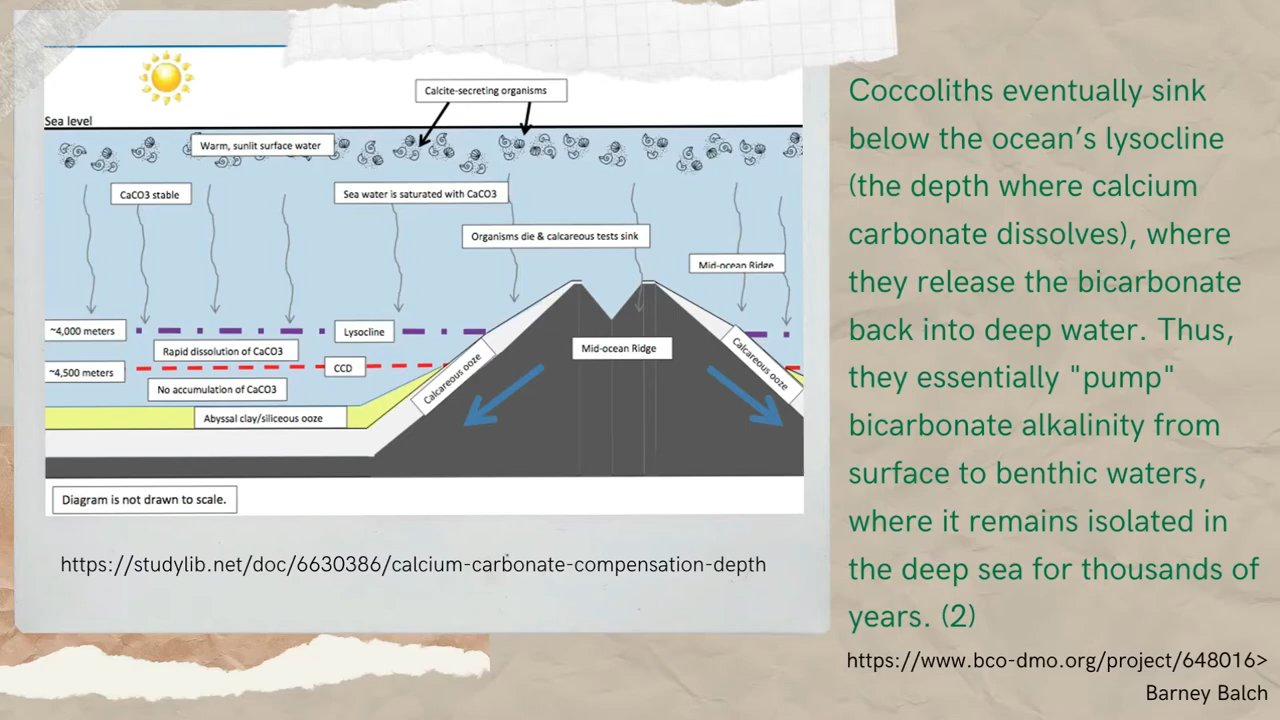 Calcite-secreting organisms
Sea level
Warm, sunlit surface water
CaCO3 stable
Sea water is saturated with CaCO3
Organisms die & calcareous tests sink
Mid-ocean Ridge
~4,000 meters
Lysocline
Rapid dissolution of CaCO3
Mid-ocean Ridge
Calcareous ooze
Calcareous ooze
~4,500 meters
CCD
No accumulation of CaCO3
Abyssal clay/siliceous ooze
Diagram is not drawn to scale.
https://studylib.net/doc/6630386/calcium-carbonate-compensation-depth
Coccoliths eventually sink
below the ocean’s lysocline
(the depth where calcium
carbonate dissolves), where
they release the bicarbonate
back into deep water. Thus,
they essentially "pump"
bicarbonate alkalinity from
surface to benthic waters,
where it remains isolated in
the deep sea for thousands of
years. (2)
https://www.bco-dmo.org/project/648016>
Barney Balch